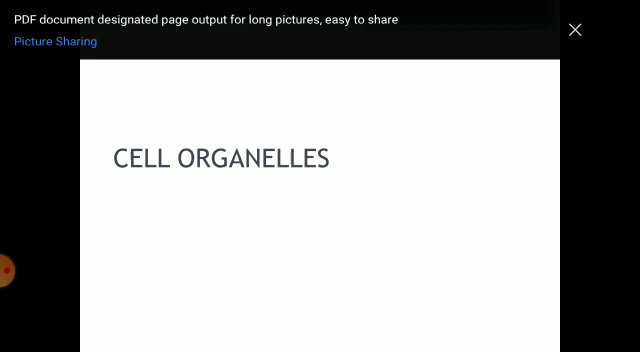 PDF document designated page output for long pictures, easy to share
Picture Sharing
CELL ORGANELLES